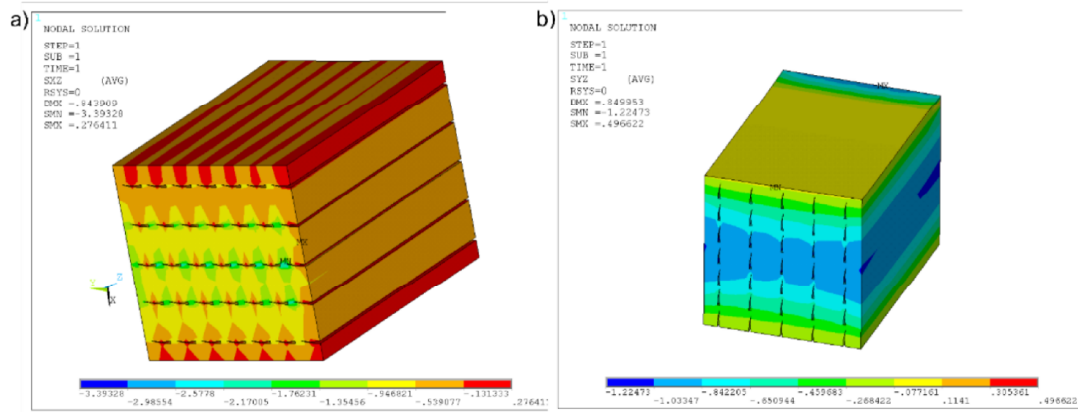 a)
1
NODAL SOLUTION
STEP=1
SUB =1
TIME=1
SXZ (AVG)
RSYS=0
DMX =.843909
SMN =-3.39328
SMX =.276411
MX
MN
Z
X
-3.39328 -2.5778 -1.76231 -.946821 -.131333
-2.98554 -2.17005 -1.35456 -.539077 .276411
b)
1
NODAL SOLUTION
STEP=1
SUB =1
TIME=1
SYZ (AVG)
RSYS=0
DMX =.849953
SMN =-1.22473
SMX =.496622
MX
MN
-1.22473 -.842205 -.459683 -.077161 .305361
-1.03347 -.650944 -.268422 .1141 .496622